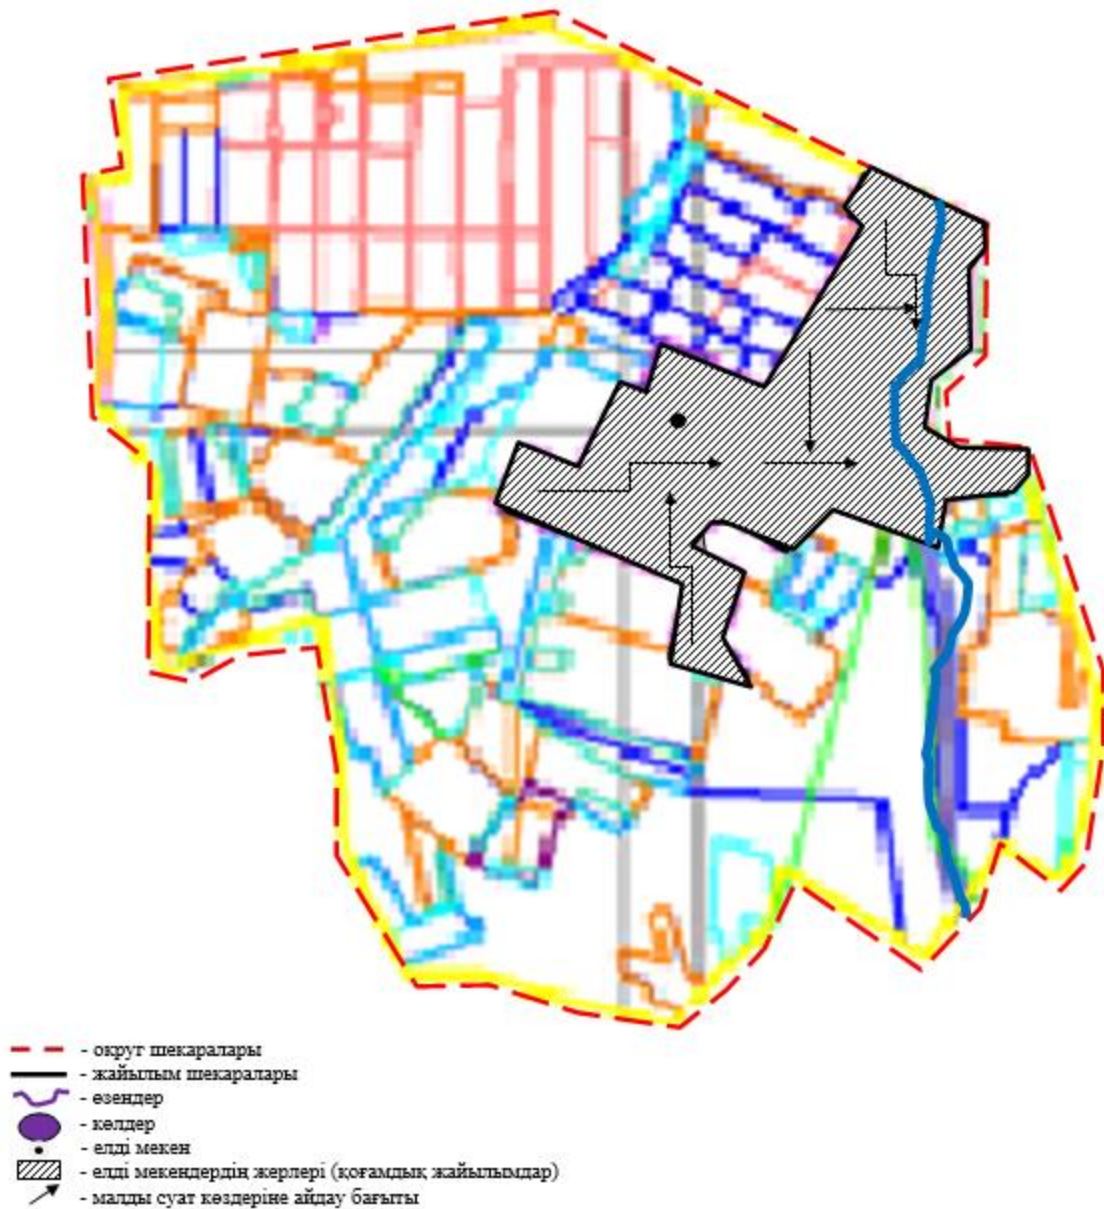 - округ шекаралары
- жайылым шекаралары
- өзендер
- көлдер
- елді мекен
- елді мекендердің жерлері (қоғамдық жайылымдар)
- малды суат көздеріне айдау бағыты